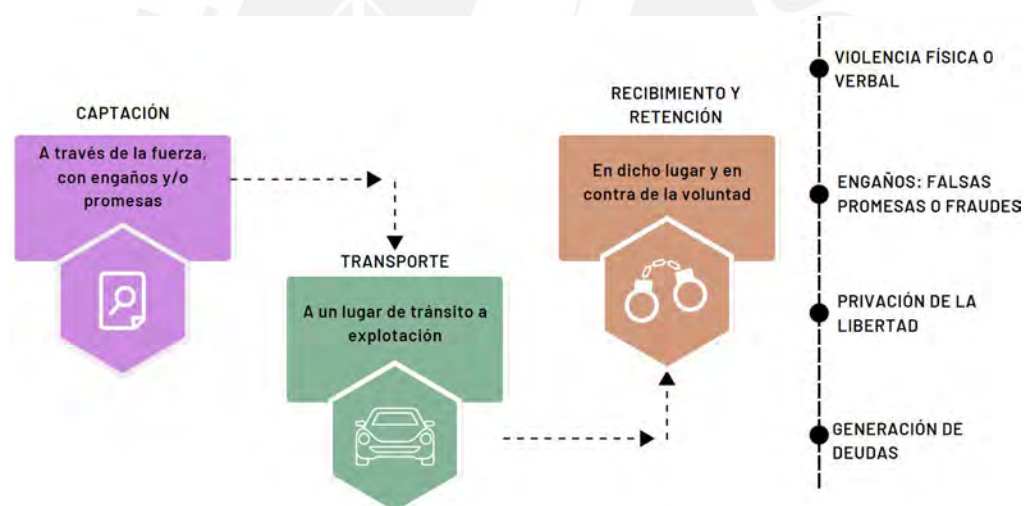 CAPTACIÓN
A través de la fuerza,
con engaños y/o
promesas
TRANSPORTE
A un lugar de tránsito a
explotación
RECIBIMIENTO Y
RETENCIÓN
En dicho lugar y en
contra de la voluntad
VIOLENCIA FÍSICA O
VERBAL
ENGAÑOS: FALSAS
PROMESAS O FRAUDES
PRIVACIÓN DE LA
LIBERTAD
GENERACIÓN DE
DEUDAS